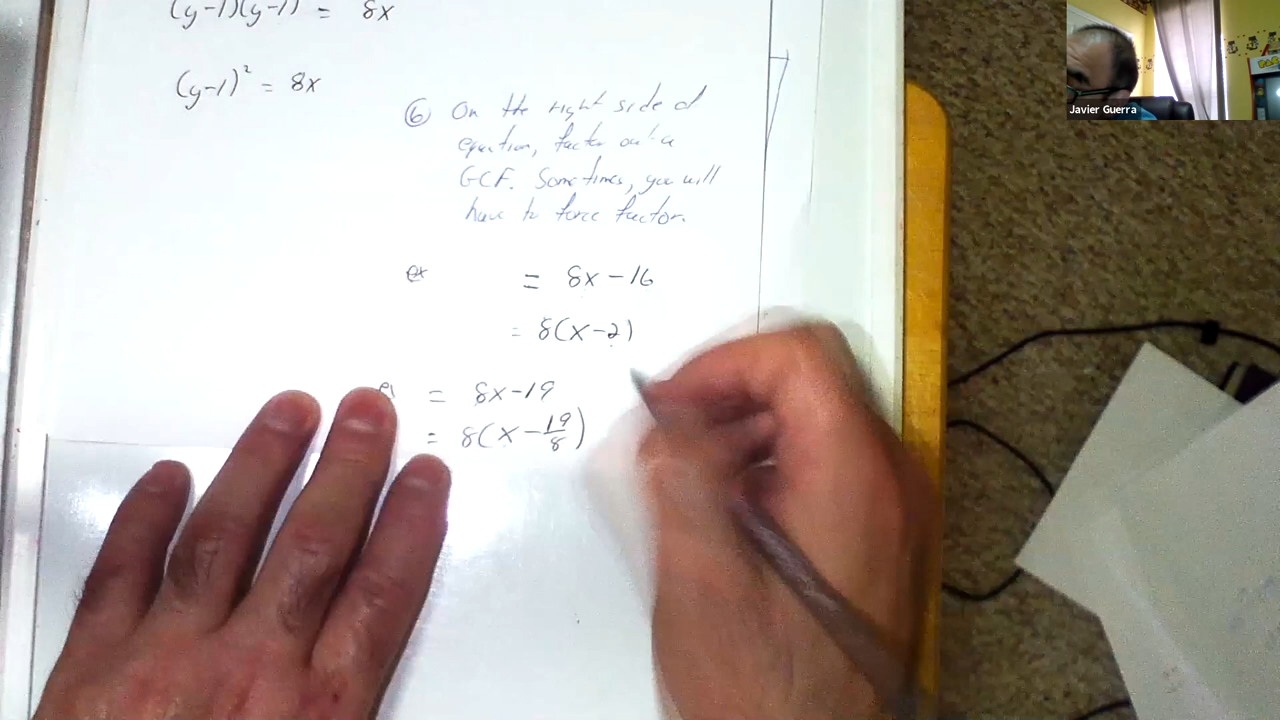 (y-1)(y-1) = 8x
(y-1)² = 8x
⑥ On the right side of
equation, factor out a
GCF. Sometimes, you will
have to force factor.
ex = 8x - 16
= 8(x-2)
= 8x-19
= 8(x - 19/8)
Javier Guerra